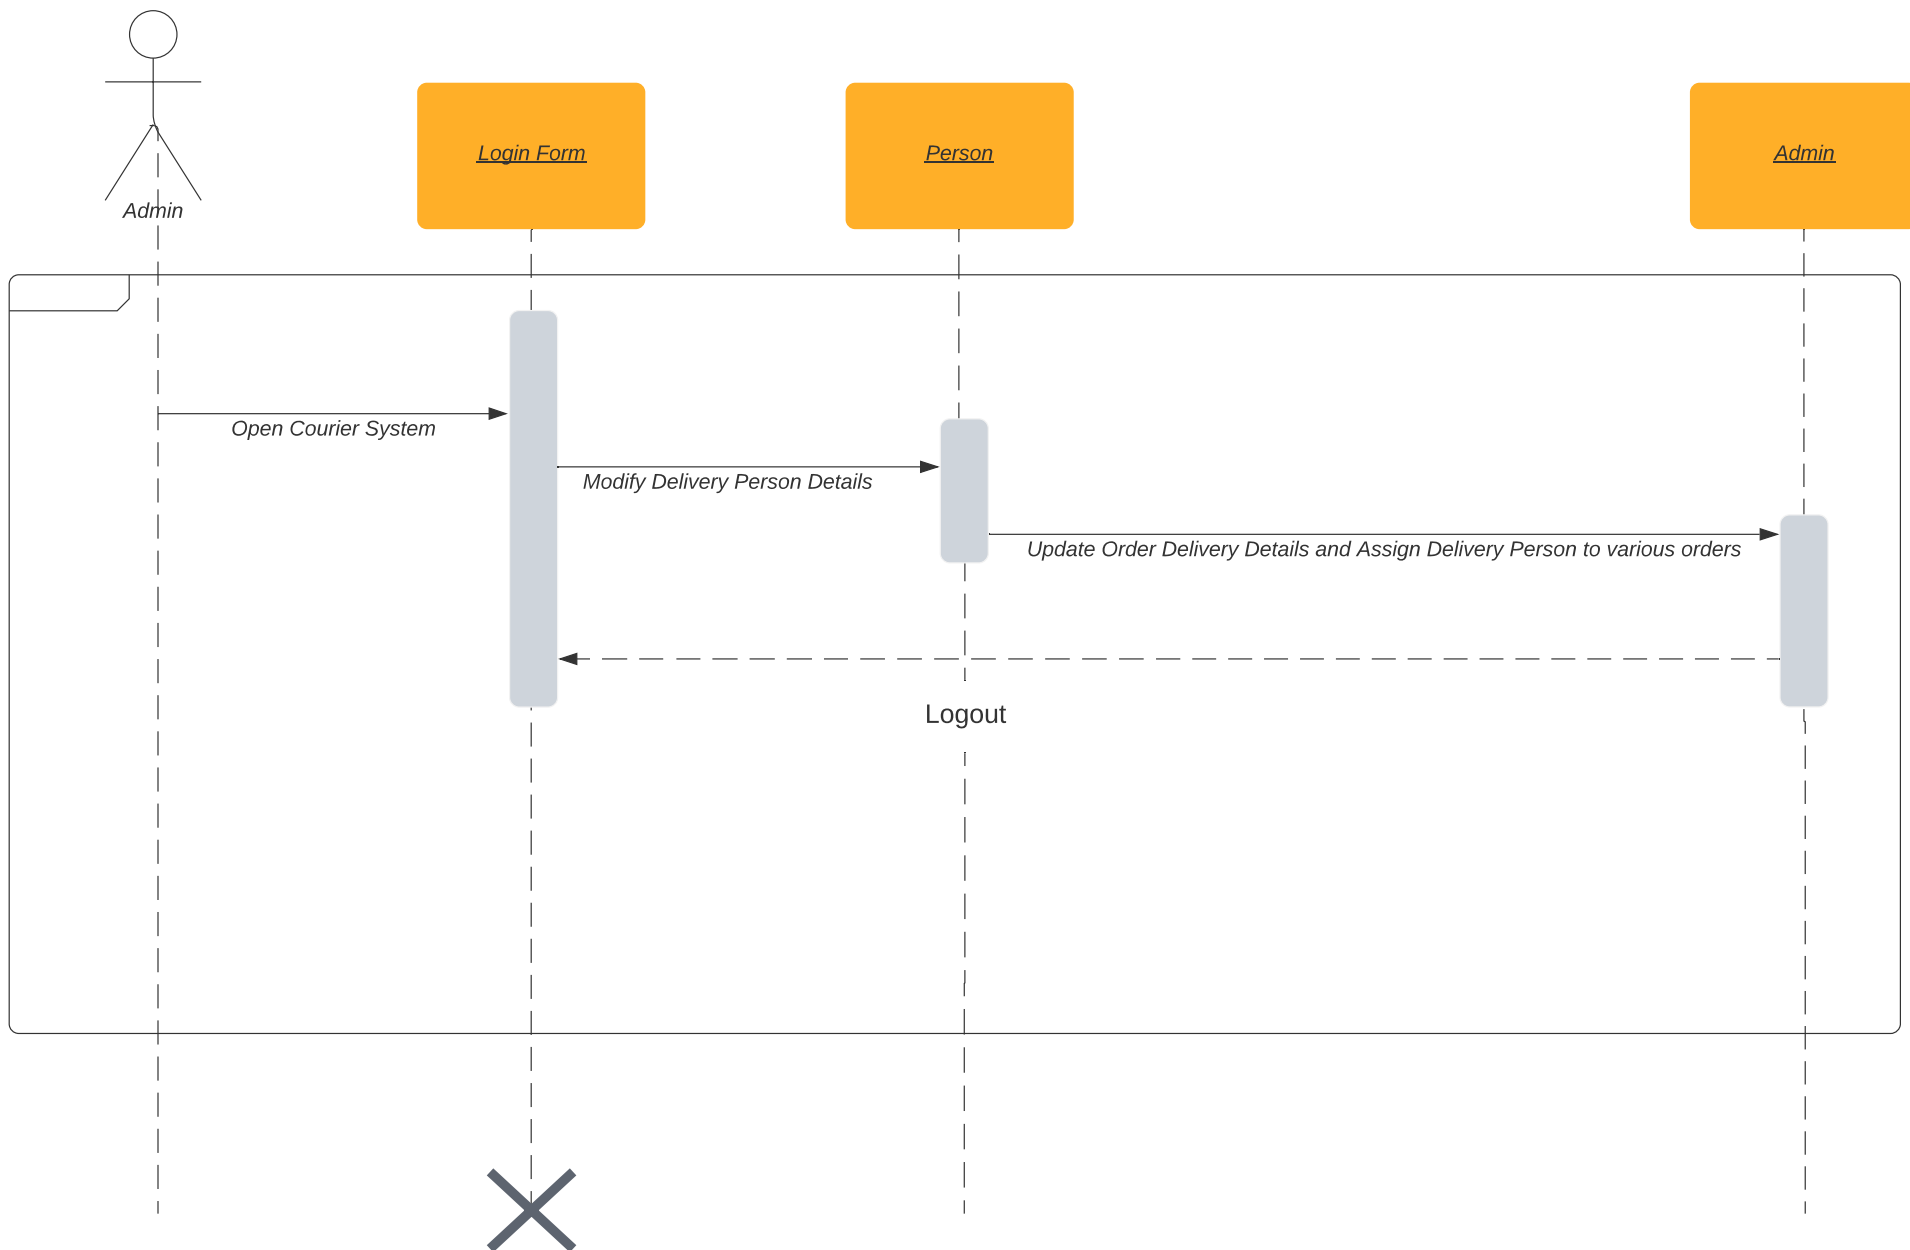 Login Form
Person
Admin
Admin
Open Courier System
Modify Delivery Person Details
Update Order Delivery Details and Assign Delivery Person to various orders
Logout